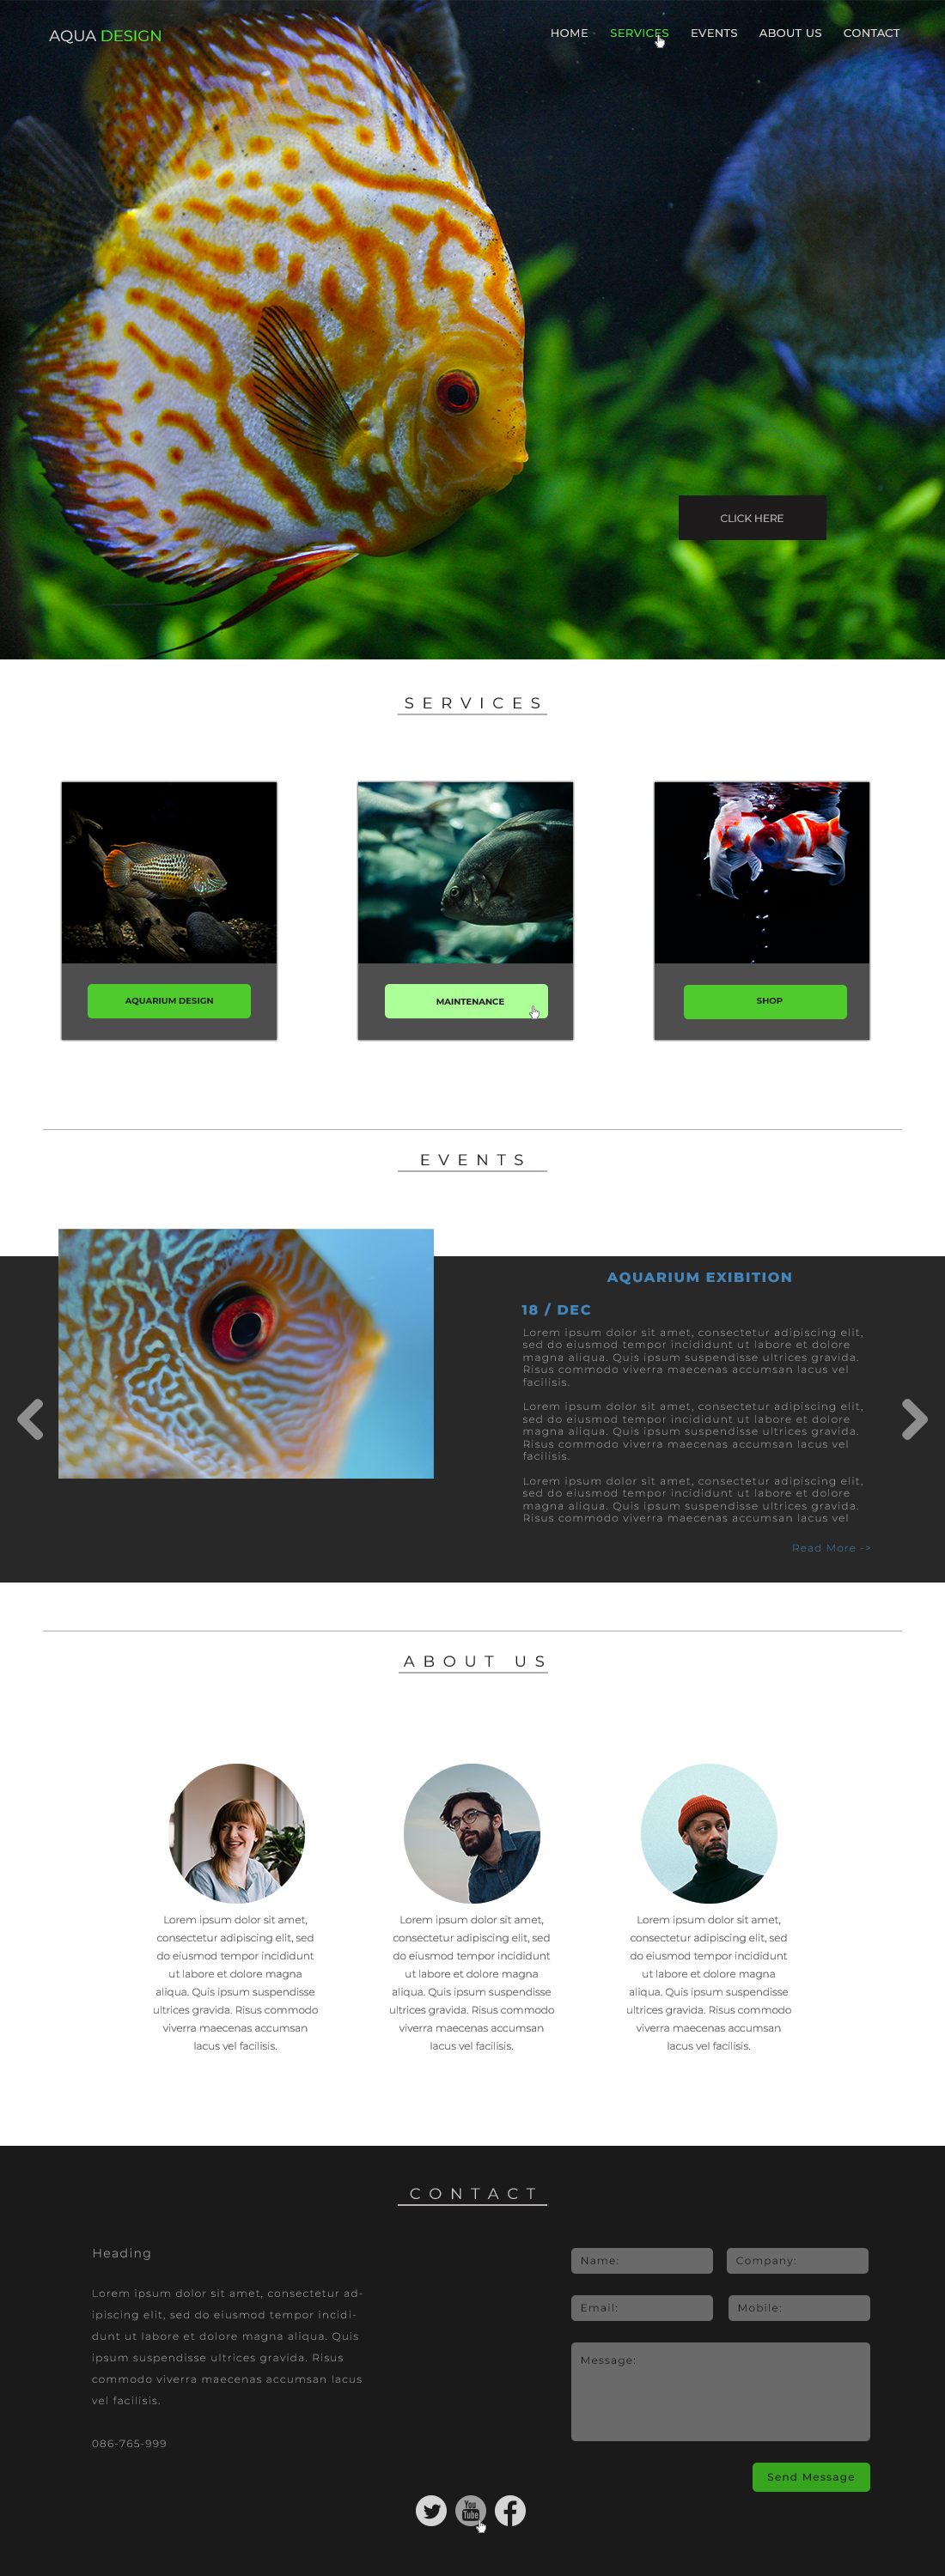 AQUA DESIGN
HOME SERVICES EVENTS ABOUT US CONTACT
CLICK HERE
SERVICES
AQUARIUM DESIGN
MAINTENANCE
SHOP
EVENTS
AQUARIUM EXIBITION
18 / DEC
Lorem ipsum dolor sit amet, consectetur adipiscing elit,
sed do eiusmod tempor incididunt ut labore et dolore
magna aliqua. Quis ipsum suspendisse ultrices gravida.
Risus commodo viverra maecenas accumsan lacus vel
facilisis.
Lorem ipsum dolor sit amet, consectetur adipiscing elit,
sed do eiusmod tempor incididunt ut labore et dolore
magna aliqua. Quis ipsum suspendisse ultrices gravida.
Risus commodo viverra maecenas accumsan lacus vel
facilisis.
Lorem ipsum dolor sit amet, consectetur adipiscing elit,
sed do eiusmod tempor incididunt ut labore et dolore
magna aliqua. Quis ipsum suspendisse ultrices gravida.
Risus commodo viverra maecenas accumsan lacus vel
Read More ->
ABOUT US
Lorem ipsum dolor sit amet,
consectetur adipiscing elit, sed
do eiusmod tempor incididunt
ut labore et dolore magna
aliqua. Quis ipsum suspendisse
ultrices gravida. Risus commodo
viverra maecenas accumsan
lacus vel facilisis.
Lorem ipsum dolor sit amet,
consectetur adipiscing elit, sed
do eiusmod tempor incididunt
ut labore et dolore magna
aliqua. Quis ipsum suspendisse
ultrices gravida. Risus commodo
viverra maecenas accumsan
lacus vel facilisis.
Lorem ipsum dolor sit amet,
consectetur adipiscing elit, sed
do eiusmod tempor incididunt
ut labore et dolore magna
aliqua. Quis ipsum suspendisse
ultrices gravida. Risus commodo
viverra maecenas accumsan
lacus vel facilisis.
CONTACT
Heading
Lorem ipsum dolor sit amet, consectetur ad-
ipiscing elit, sed do eiusmod tempor incidi-
dunt ut labore et dolore magna aliqua. Quis
ipsum suspendisse ultrices gravida. Risus
commodo viverra maecenas accumsan lacus
vel facilisis.
086-765-999
Name:
Company:
Email:
Mobile:
Message:
Send Message
You
Tube